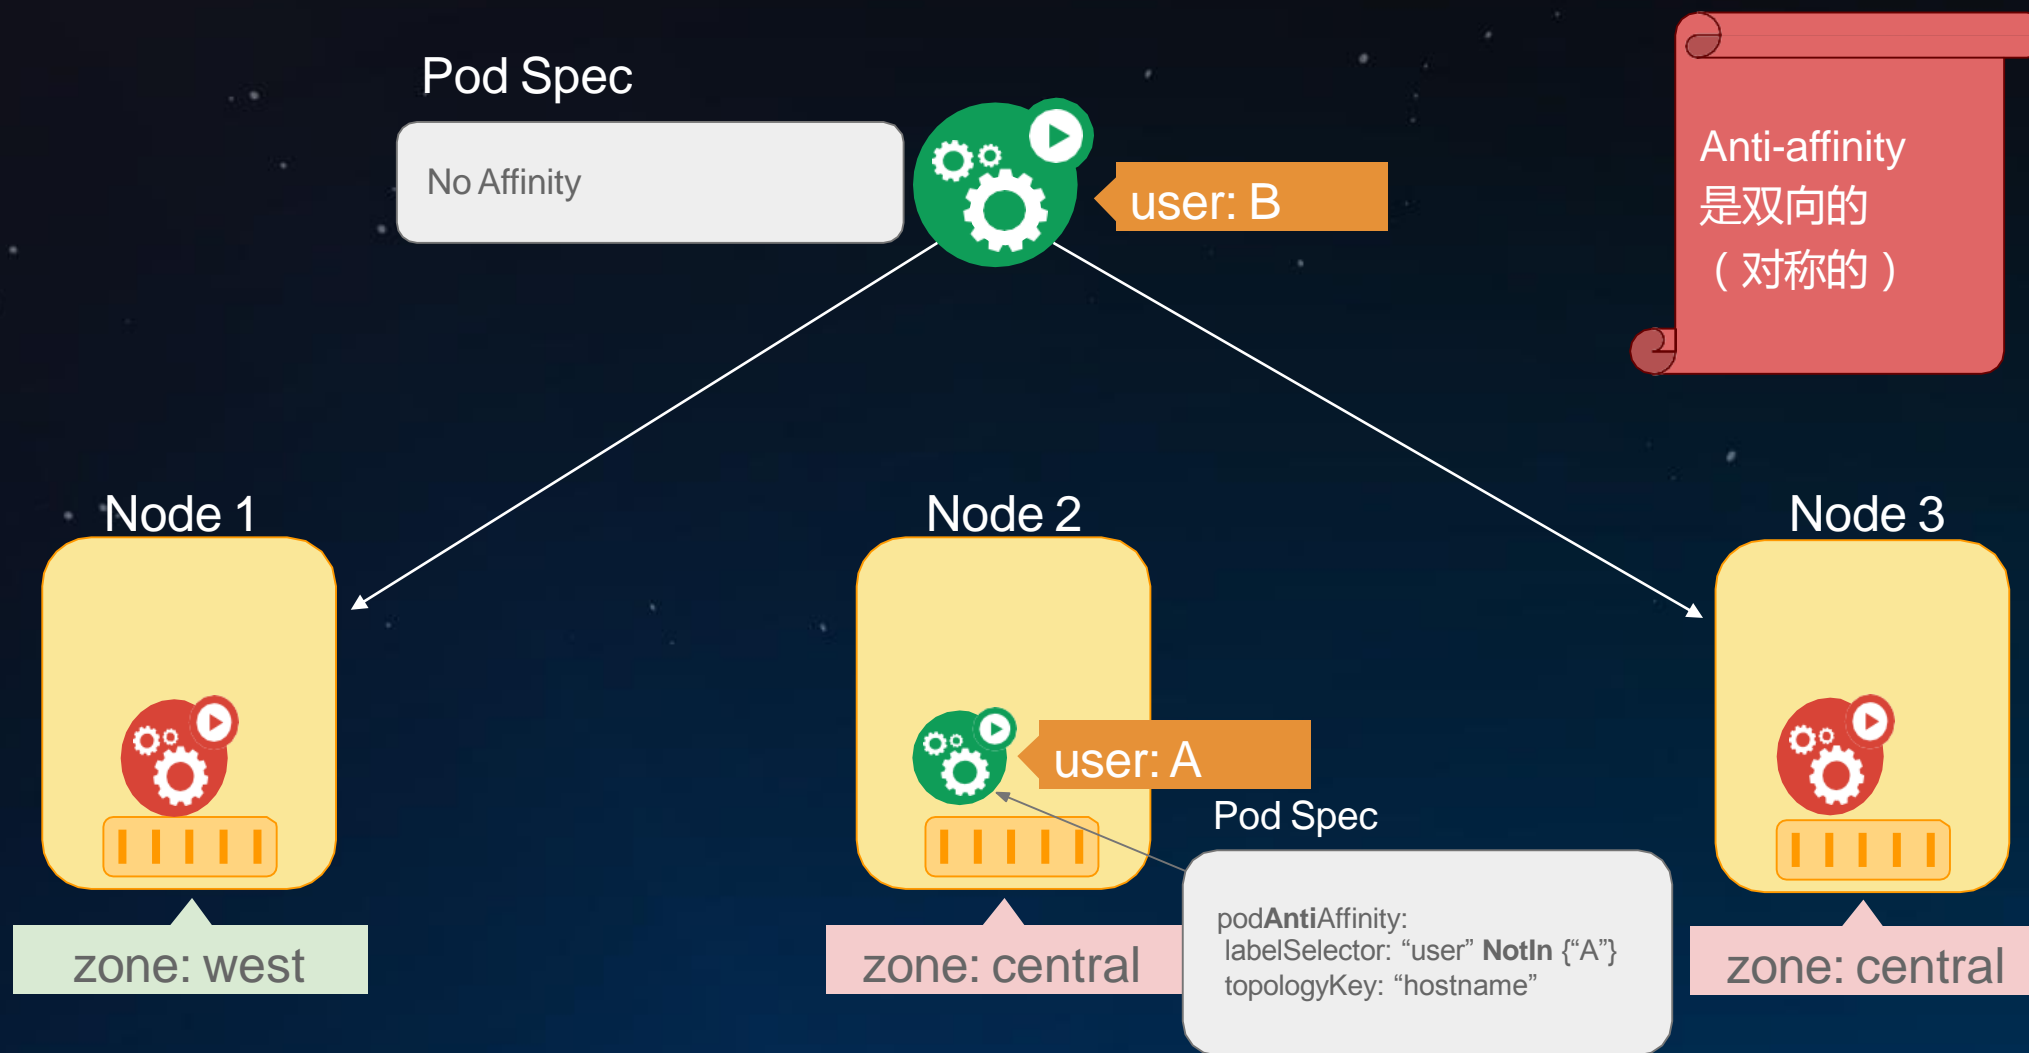 Pod Spec
No Affinity
user: B
Anti-affinity
是双向的
（对称的）
Node 1
Node 2
Node 3
user: A
Pod Spec
podAntiAffinity:
labelSelector: “user” NotIn {“A”}
topologyKey: “hostname”
zone: west
zone: central
zone: central